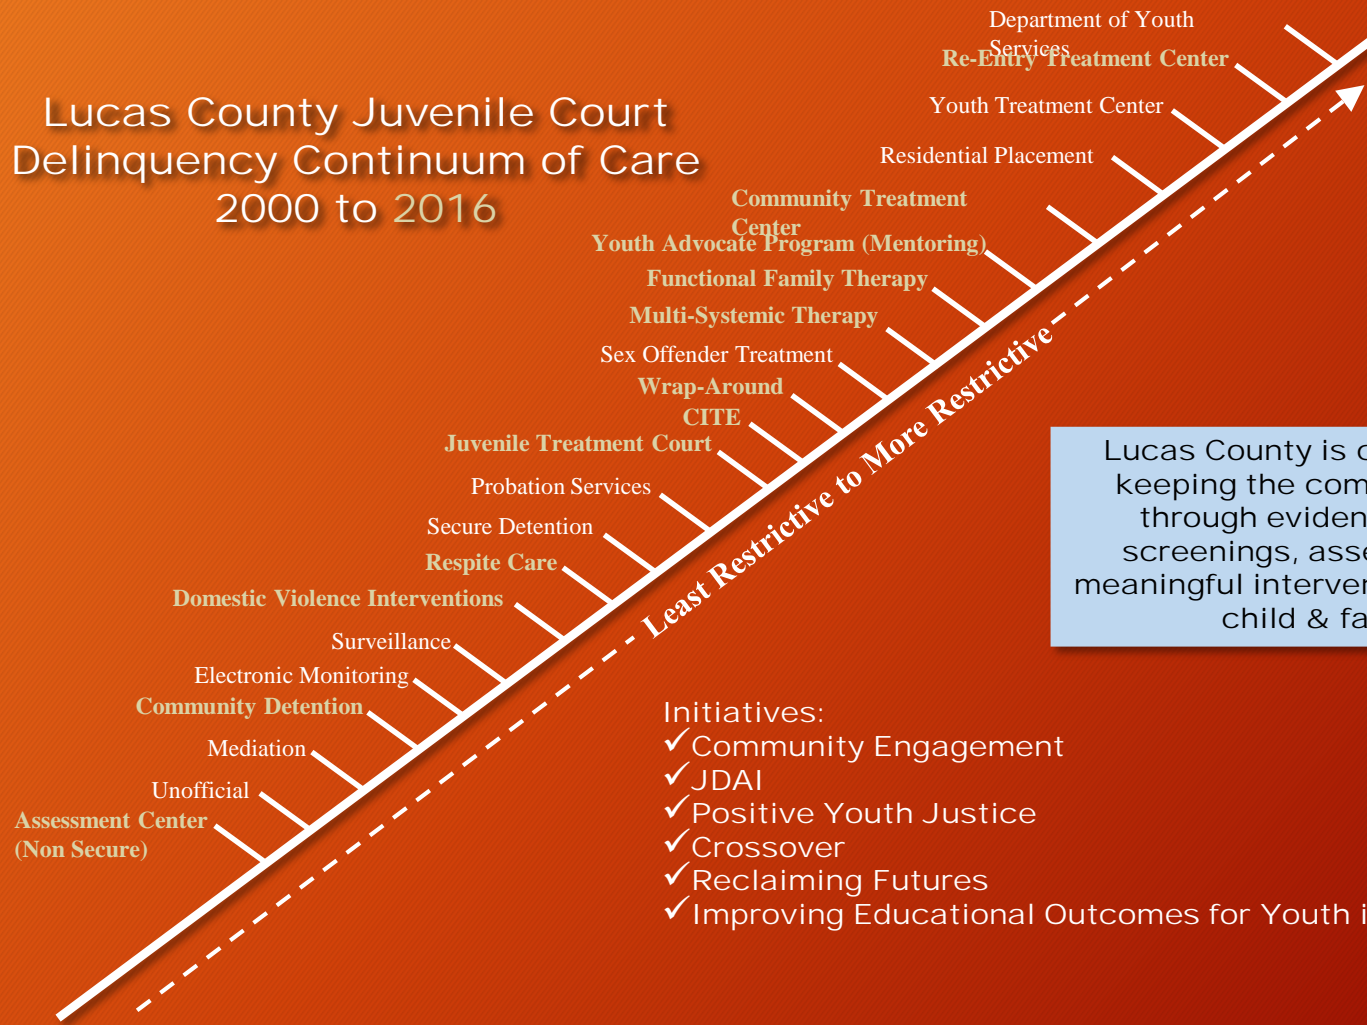 Lucas County Juvenile Court
Delinquency Continuum of Care
2000 to 2016
Department of Youth
Services
Re-Entry Treatment Center
Youth Treatment Center
Residential Placement
Community Treatment
Center
Youth Advocate Program (Mentoring)
Functional Family Therapy
Multi-Systemic Therapy
Sex Offender Treatment
Wrap-Around
CITE
Juvenile Treatment Court
Probation Services
Secure Detention
Respite Care
Domestic Violence Interventions
Surveillance
Electronic Monitoring
Community Detention
Mediation
Unofficial
Assessment Center
(Non Secure)
Least Restrictive to More Restrictive
Lucas County is
keeping the
through
screenings,
meaningful
child &
Initiatives:
✓Community Engagement
✓JDAI
✓Positive Youth Justice
✓Crossover
✓Reclaiming Futures
✓Improving Educational Outcomes for Youth